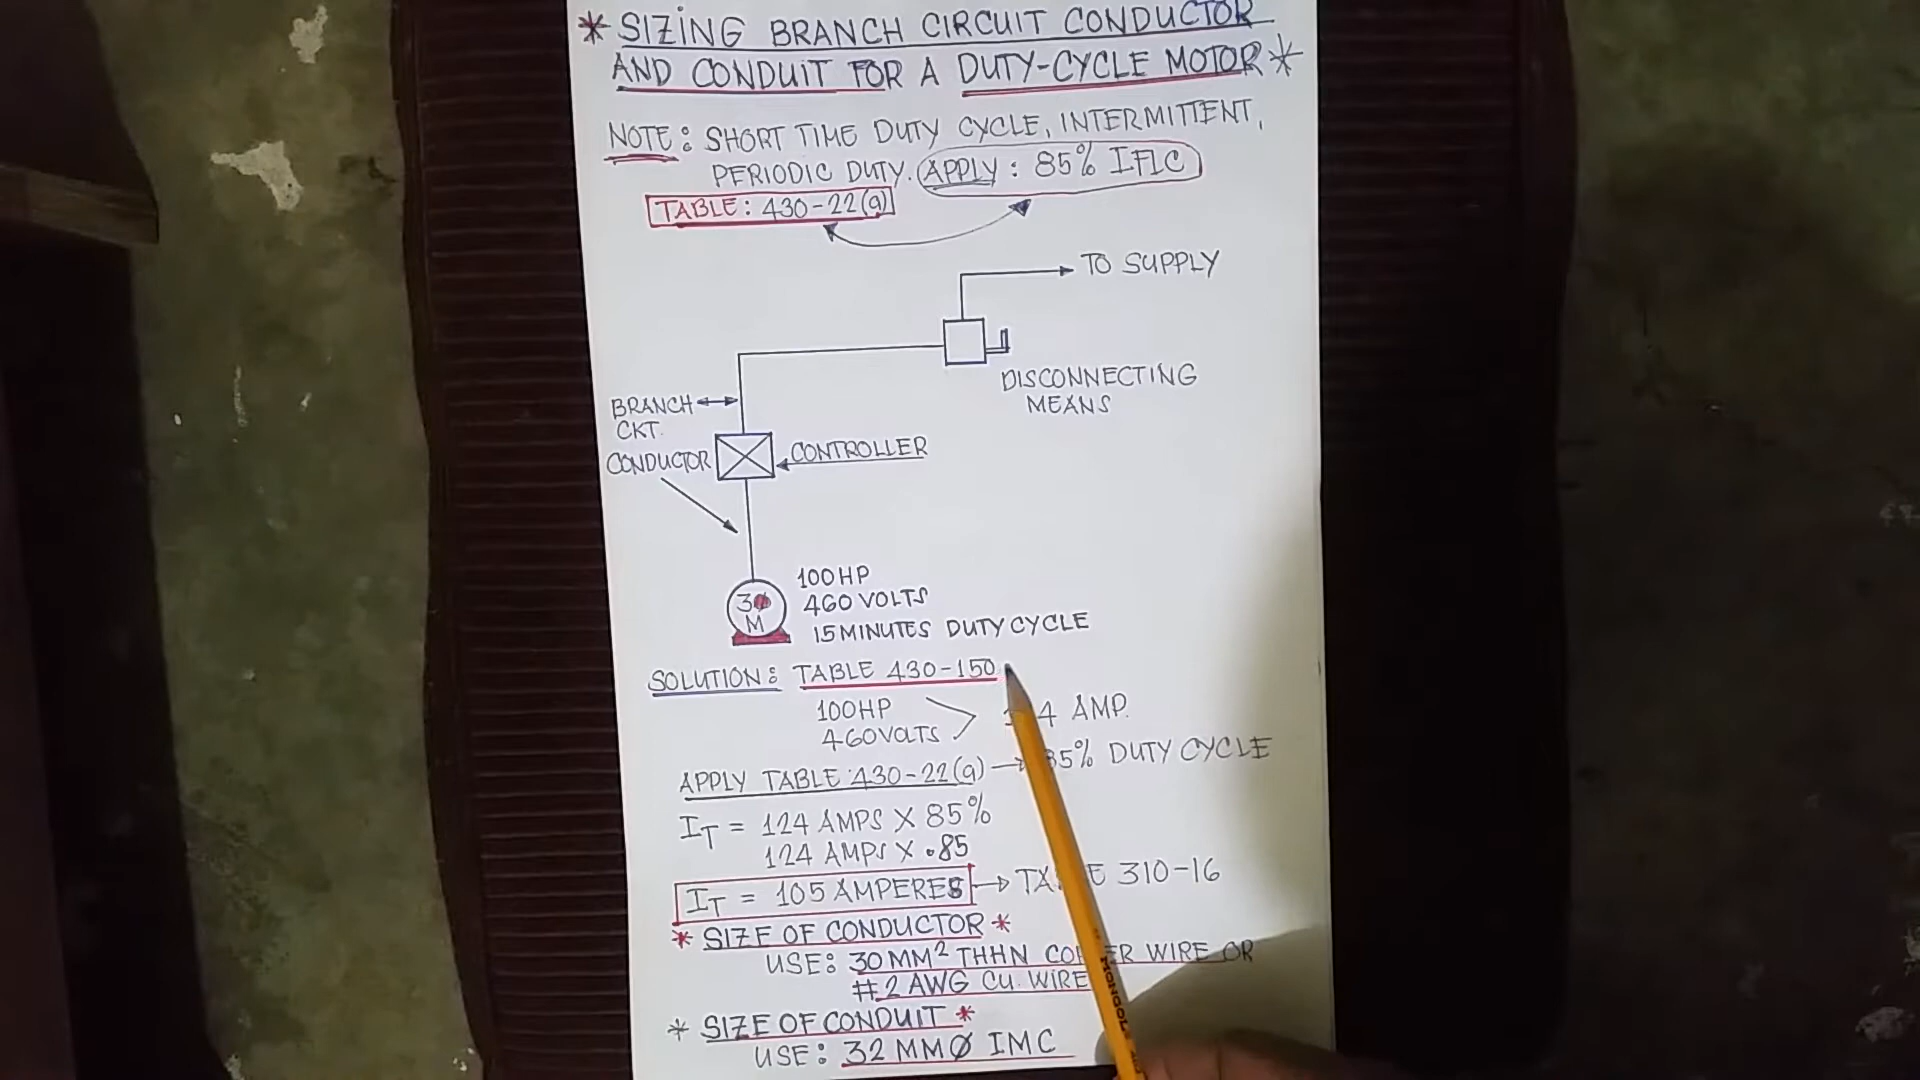 * SIZING BRANCH CIRCUIT CONDUCTOR
AND CONDUIT FOR A DUTY-CYCLE MOTOR *
NOTE: SHORT TIME DUTY CYCLE, INTERMITTENT,
PERIODIC DUTY. APPLY: 85% IFLC
TABLE: 430-22(a)
TO SUPPLY
DISCONNECTING
MEANS
BRANCH
CKT.
CONDUCTOR
CONTROLLER
3Ø
M
100HP
460 VOLTS
15 MINUTES DUTY CYCLE
SOLUTION: TABLE 430-150
100HP
460VOLTS
AMP.
APPLY TABLE: 430-22(a) → 85% DUTY CYCLE
IT = 124 AMPS X 85%
124 AMPS X .85
IT = 105 AMPERES → 310-16
* SIZE OF CONDUCTOR *
USE: 30MM² THHN WIRE OR
#2 AWG CU. WIRE
* SIZE OF CONDUIT *
USE: 32 MMØ IMC
MONGOL